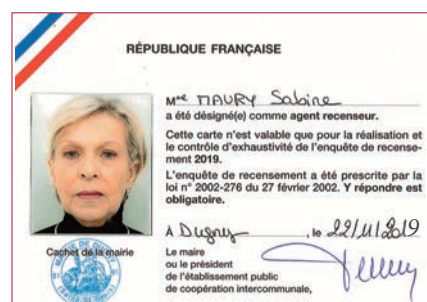 RÉPUBLIQUE FRANÇAISE
Mme MAURY Sabine
a été désigné(e) comme agent recenseur.
Cette carte n'est valable que pour la réalisation et
le contrôle d'exhaustivité de l'enquête de recense-
ment 2019.
L'enquête de recensement a été prescrite par la
loi n° 2002-276 du 27 février 2002. Y répondre est
obligatoire.
A Dugny, le 22/11/2019
Cachet de la mairie
Le maire
ou le président
de l'établissement public
de coopération intercommunale,